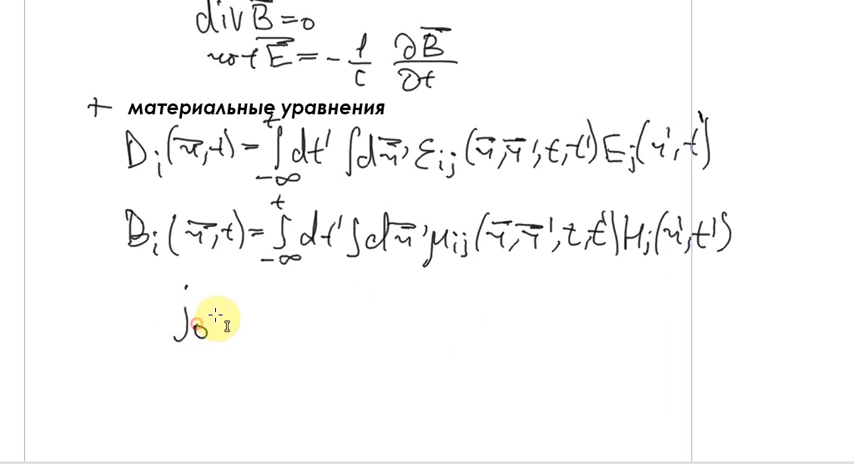 div B̅ = 0
rot E̅ = - 1/c ∂B̅/∂t
+ материальные уравнения
Dᵢ(r̅,t) = ∫_{-∞}^{t} dt' ∫dr̅' εᵢⱼ(r̅,r̅',t,t')Eⱼ(r',t')
Bᵢ(r̅,t) = ∫_{-∞}^{t} dt' ∫dr̅' μᵢⱼ(r̅,r̅',t,t')Hⱼ(r',t')
j₀